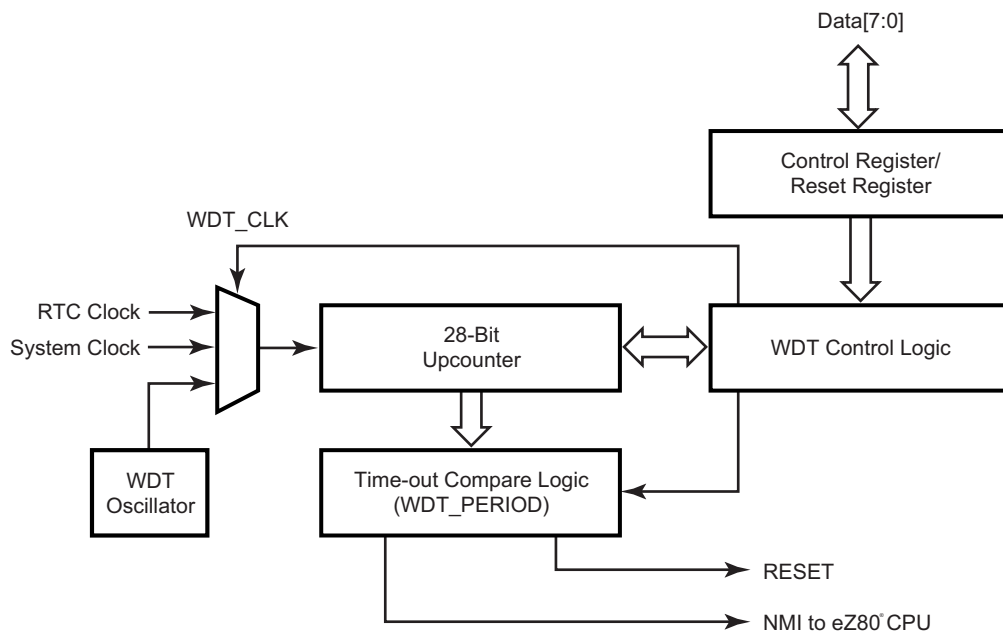 Data[7:0]
Control Register/
Reset Register
WDT_CLK
RTC Clock
System Clock
28-Bit
Upcounter
WDT Control Logic
WDT
Oscillator
Time-out Compare Logic
(WDT_PERIOD)
RESET
NMI to eZ80® CPU